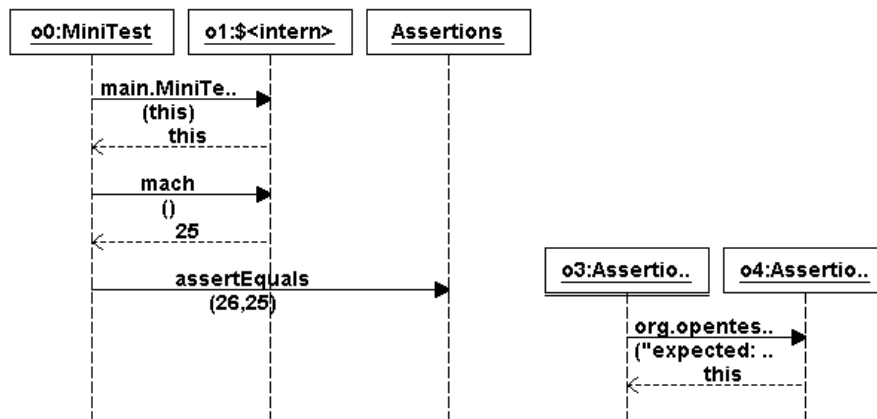 o0:MiniTest
o1:$<intern>
Assertions
main.MiniTe..
(this)
this
mach
()
25
assertEquals
(26,25)
o3:Assertio..
o4:Assertio..
org.opentes..
("expected: ..
this